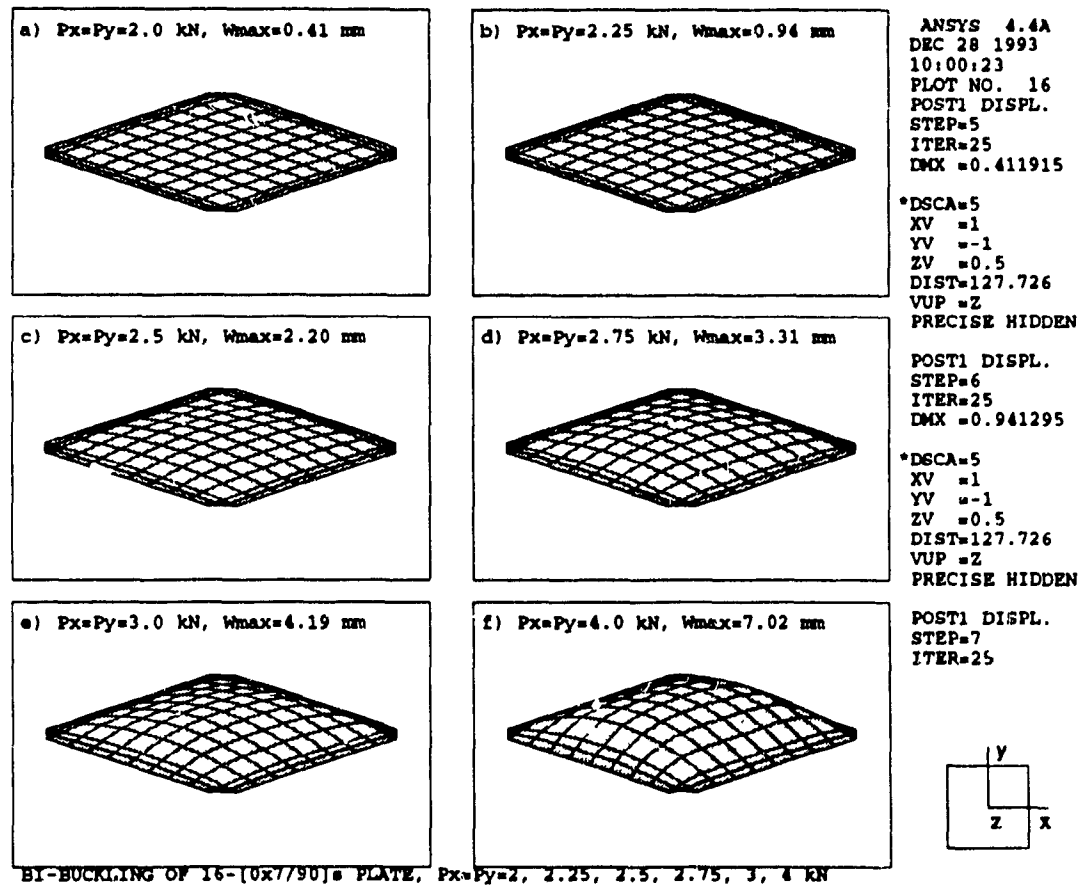 a) Px=Py=2.0 kN, Wmax=0.41 mm
b) Px=Py=2.25 kN, Wmax=0.94 mm
c) Px=Py=2.5 kN, Wmax=2.20 mm
d) Px=Py=2.75 kN, Wmax=3.31 mm
e) Px=Py=3.0 kN, Wmax=4.19 mm
f) Px=Py=4.0 kN, Wmax=7.02 mm
ANSYS 4.4A
DEC 28 1993
10:00:23
PLOT NO. 16
POST1 DISPL.
STEP=5
ITER=25
DMX =0.411915
*DSCA=5
XV =1
YV =-1
ZV =0.5
DIST=127.726
VUP =Z
PRECISE HIDDEN
POST1 DISPL.
STEP=6
ITER=25
DMX =0.941295
*DSCA=5
XV =1
YV =-1
ZV =0.5
DIST=127.726
VUP =Z
PRECISE HIDDEN
POST1 DISPL.
STEP=7
ITER=25
y
z x
BI-BUCKLING OF 16-[0x7/90]s PLATE, Px=Py=2, 2.25, 2.5, 2.75, 3, 4 kN